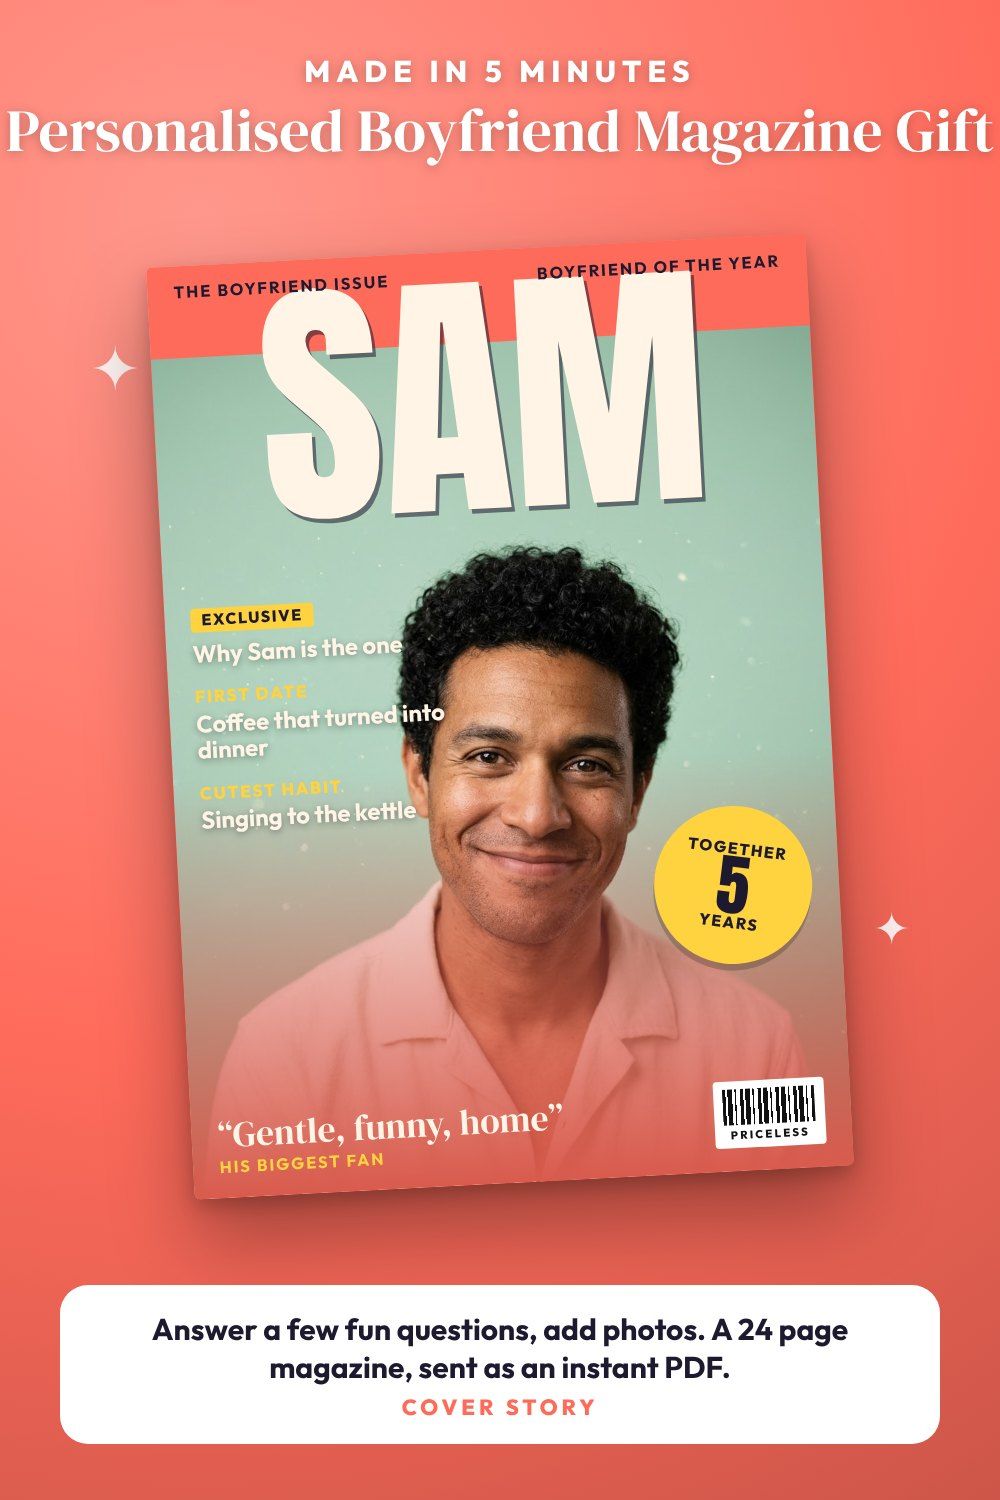 MADE IN 5 MINUTES
Personalised Boyfriend Magazine Gift
THE BOYFRIEND ISSUE
BOYFRIEND OF THE YEAR
SAM
EXCLUSIVE
Why Sam is the one
FIRST DATE
Coffee that turned into
dinner
CUTEST HABIT
Singing to the kettle
TOGETHER
5
YEARS
“Gentle, funny, home”
HIS BIGGEST FAN
PRICELESS
Answer a few fun questions, add photos. A 24 page
magazine, sent as an instant PDF.
COVER STORY